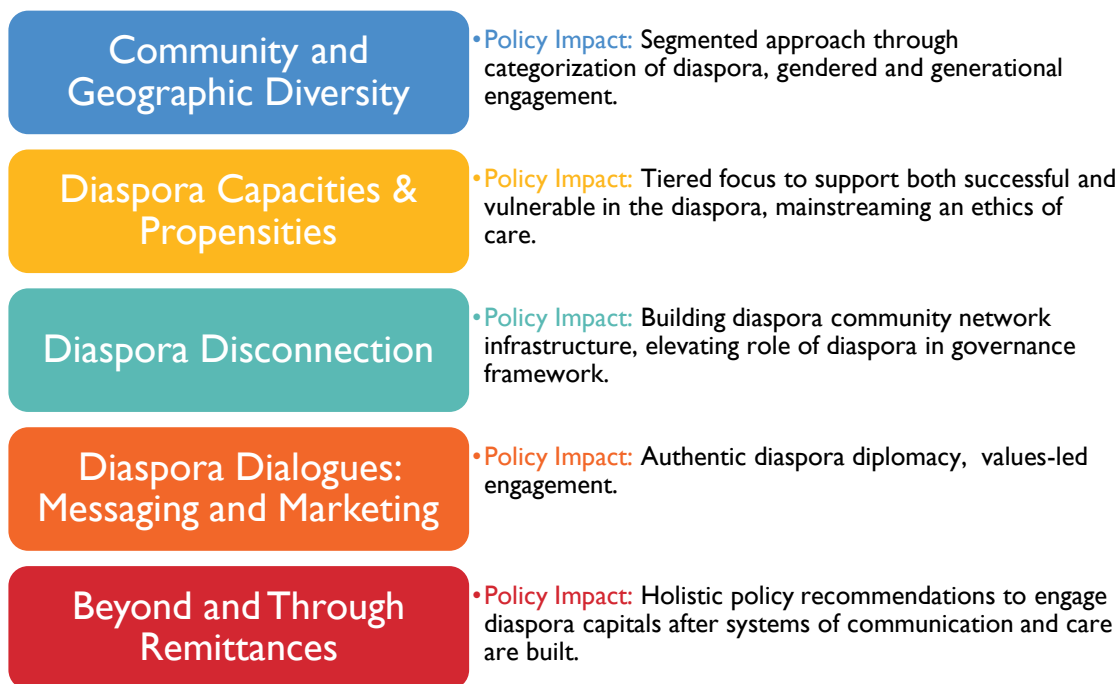 Community and
Geographic Diversity
•Policy Impact: Segmented approach through
categorization of diaspora, gendered and generational
engagement.
Diaspora Capacities &
Propensities
•Policy Impact: Tiered focus to support both successful and
vulnerable in the diaspora, mainstreaming an ethics of
care.
Diaspora Disconnection
•Policy Impact: Building diaspora community network
infrastructure, elevating role of diaspora in governance
framework.
Diaspora Dialogues:
Messaging and Marketing
•Policy Impact: Authentic diaspora diplomacy,  values-led
engagement.
Beyond and Through
Remittances
•Policy Impact: Holistic policy recommendations to engage
diaspora capitals after systems of communication and care
are built.